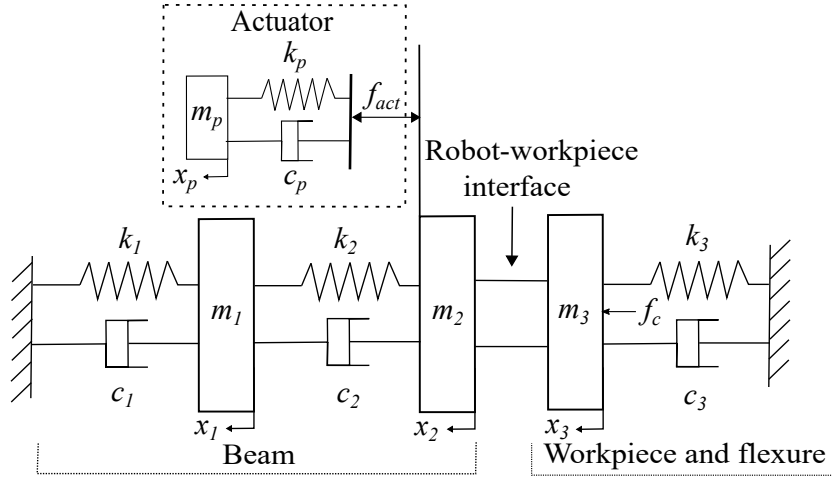 Actuator
k_p
m_p
f_act
x_p
c_p
Robot-workpiece
interface
k_1
k_2
k_3
m_1
m_2
m_3
f_c
c_1
c_2
c_3
x_1
x_2
x_3
Beam
Workpiece and flexure